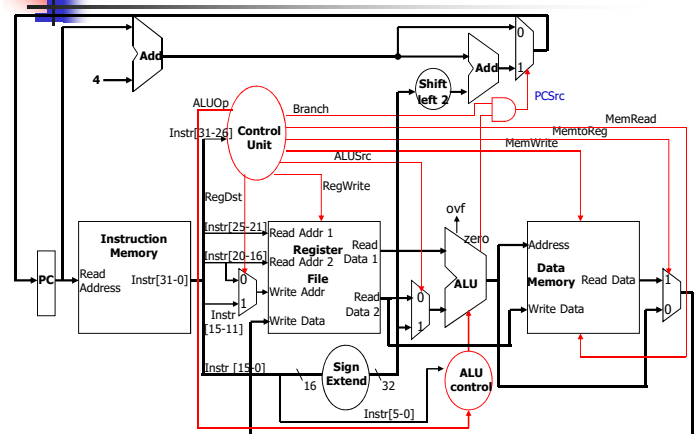 0
Add
4
Add
1
Shift
left 2
PCSrc
ALUOp
Branch
MemRead
Instr[31-26]
Control
Unit
MemtoReg
MemWrite
ALUSrc
RegDst
RegWrite
ovf
zero
Instruction
Memory
PC
Read
Address
Instr[31-0]
Instr[25-21]
Read Addr 1
Instr[20-16]
Read Addr 2
Register
File
Read
Data 1
0
1
Write Addr
Instr
[15-11]
Write Data
Read
Data 2
0
1
ALU
Address
Data
Memory
Read Data
Write Data
1
0
Instr [15-0]
16
Sign
Extend
32
ALU
control
Instr[5-0]